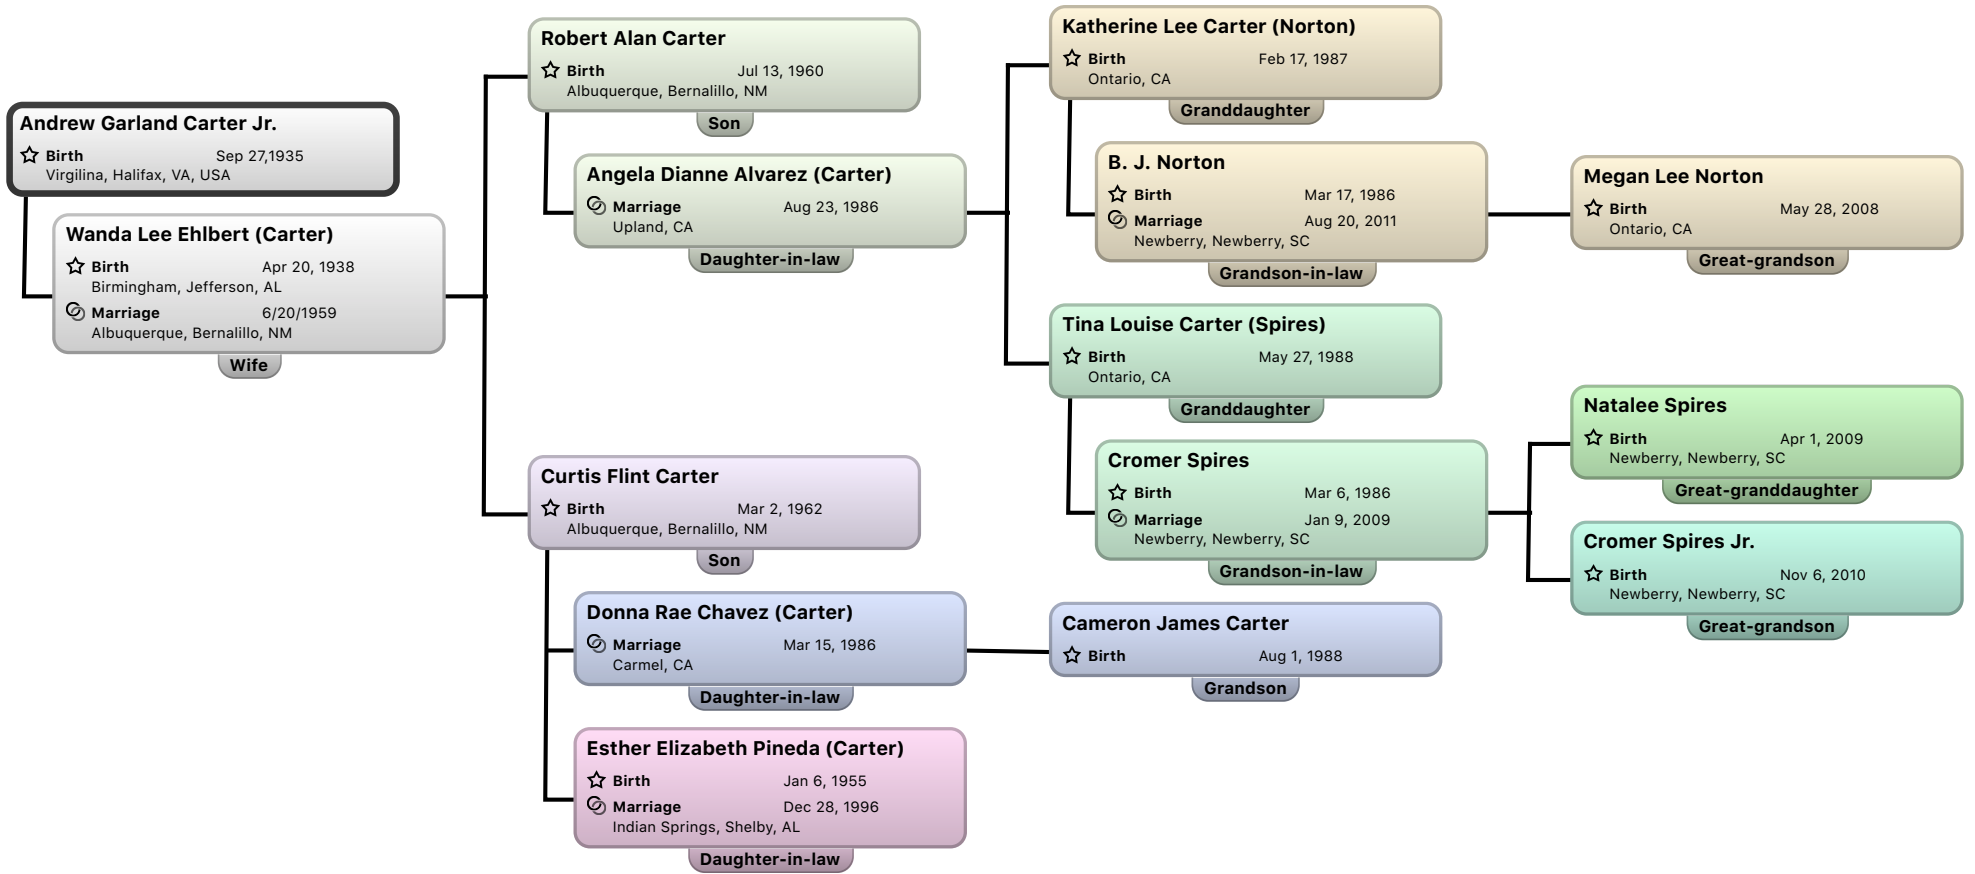 Andrew Garland Carter Jr.
Birth Sep 27,1935
Virgilina, Halifax, VA, USA
Wanda Lee Ehlbert (Carter)
Birth Apr 20, 1938
Birmingham, Jefferson, AL
Marriage 6/20/1959
Albuquerque, Bernalillo, NM
Wife
Robert Alan Carter
Birth Jul 13, 1960
Albuquerque, Bernalillo, NM
Son
Angela Dianne Alvarez (Carter)
Marriage Aug 23, 1986
Upland, CA
Daughter-in-law
Curtis Flint Carter
Birth Mar 2, 1962
Albuquerque, Bernalillo, NM
Son
Donna Rae Chavez (Carter)
Marriage Mar 15, 1986
Carmel, CA
Daughter-in-law
Esther Elizabeth Pineda (Carter)
Birth Jan 6, 1955
Marriage Dec 28, 1996
Indian Springs, Shelby, AL
Daughter-in-law
Katherine Lee Carter (Norton)
Birth Feb 17, 1987
Ontario, CA
Granddaughter
B. J. Norton
Birth Mar 17, 1986
Marriage Aug 20, 2011
Newberry, Newberry, SC
Grandson-in-law
Tina Louise Carter (Spires)
Birth May 27, 1988
Ontario, CA
Granddaughter
Cromer Spires
Birth Mar 6, 1986
Marriage Jan 9, 2009
Newberry, Newberry, SC
Grandson-in-law
Cameron James Carter
Birth Aug 1, 1988
Grandson
Megan Lee Norton
Birth May 28, 2008
Ontario, CA
Great-grandson
Natalee Spires
Birth Apr 1, 2009
Newberry, Newberry, SC
Great-granddaughter
Cromer Spires Jr.
Birth Nov 6, 2010
Newberry, Newberry, SC
Great-grandson